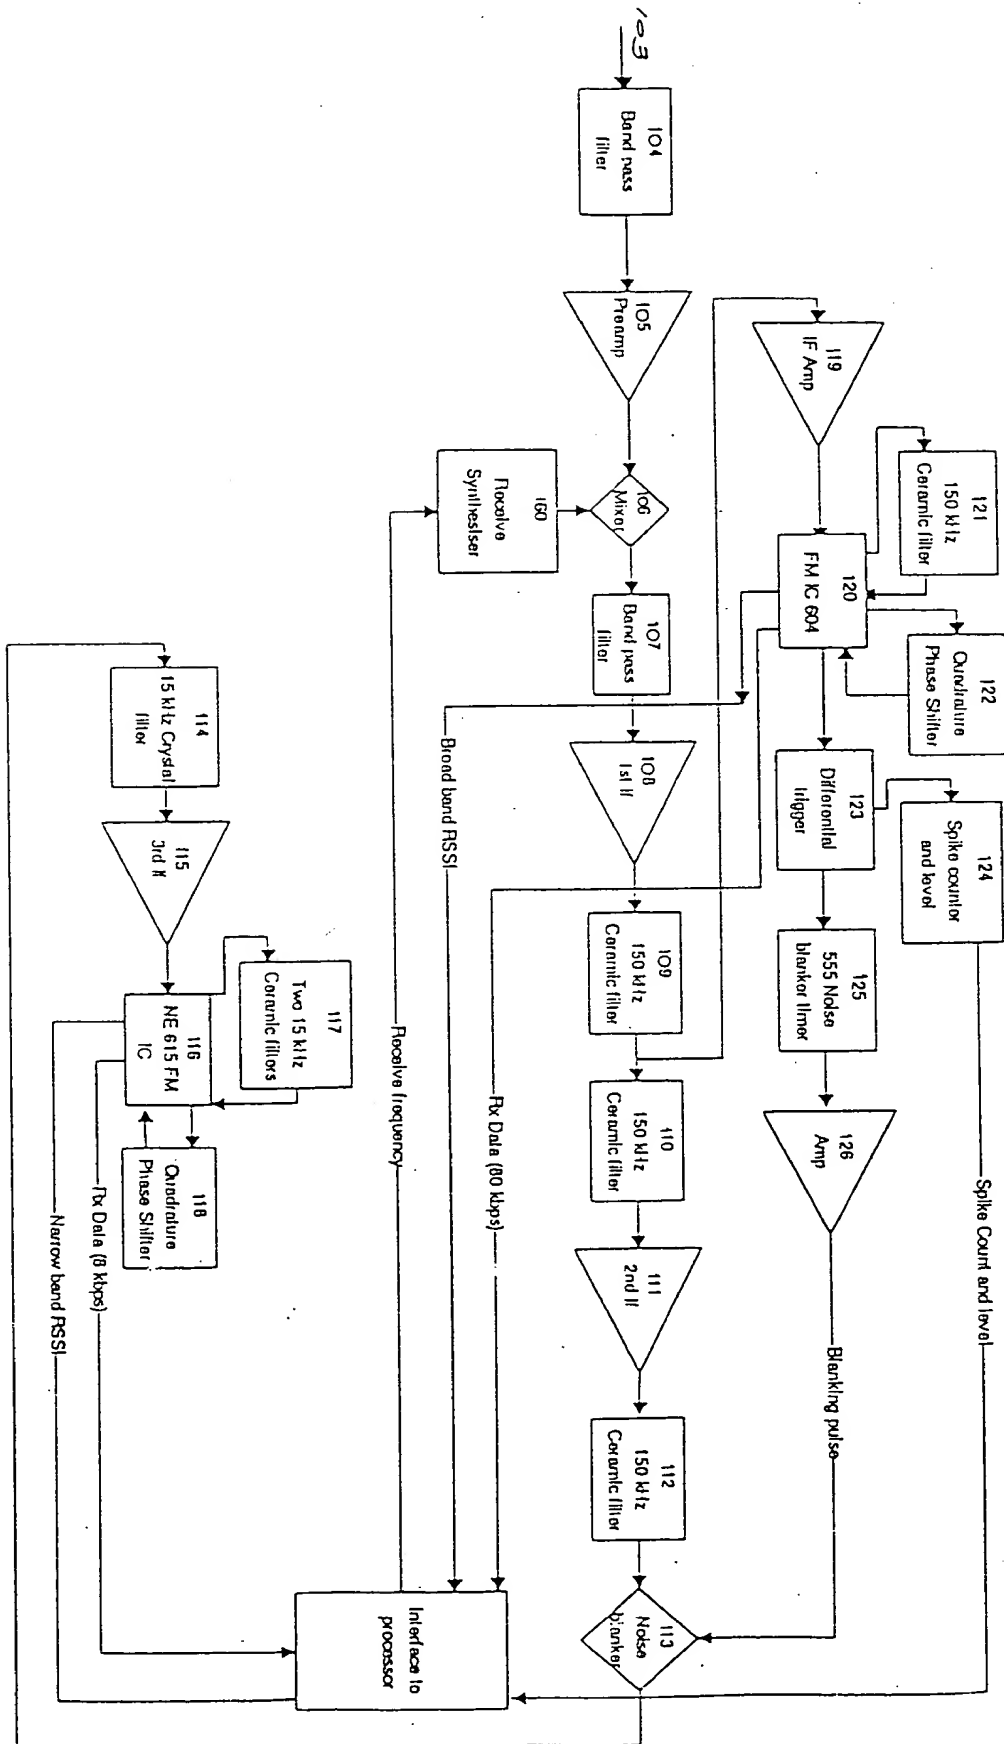 103
104
Band pass
filter
105
Preamp
106
Mixer
160
Receive
Synthesiser
107
Band pass
filter
108
1st If
109
150 kHz
Ceramic filter
110
150 kHz
Ceramic filter
111
2nd If
112
150 kHz
Ceramic filter
113
Noise
blanker
119
IF Amp
120
FM IC 604
121
150 kHz
Ceramic filter
122
Quadrature
Phase Shifter
123
Differential
trigger
124
Spike counter
and level
125
555 Noise
blanker timer
126
Amp
Blanking pulse
Spike Count and level
Broad band RSSI
Rx Data (80 kbps)
Receive frequency
114
15 kHz Crystal
filter
115
3rd If
116
NE 615 FM
IC
117
Two 15 kHz
Ceramic filters
118
Quadrature
Phase Shifter
Rx Data (8 kbps)
Narrow band RSSI
Interface to
processor